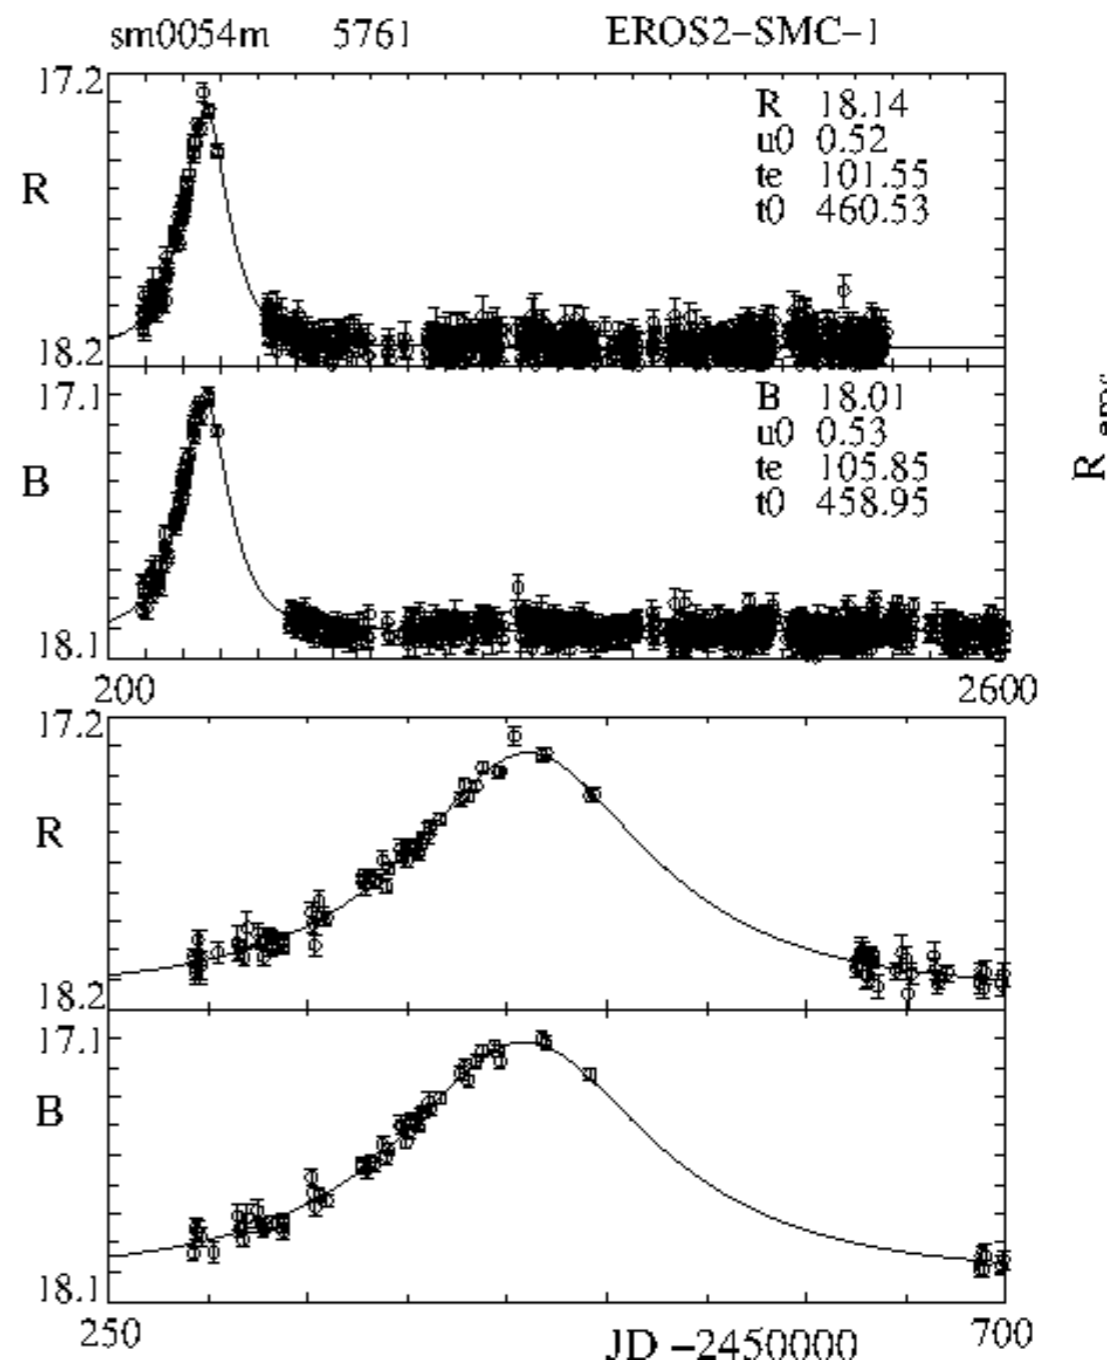 sm0054m 5761 EROS2-SMC-1
17.2
R 18.14
u0 0.52
te 101.55
t0 460.53
R
18.2
17.1
B 18.01
u0 0.53
te 105.85
t0 458.95
B
18.1
200 2600
17.2
R
18.2
17.1
B
18.1
250 JD -2450000 700
R